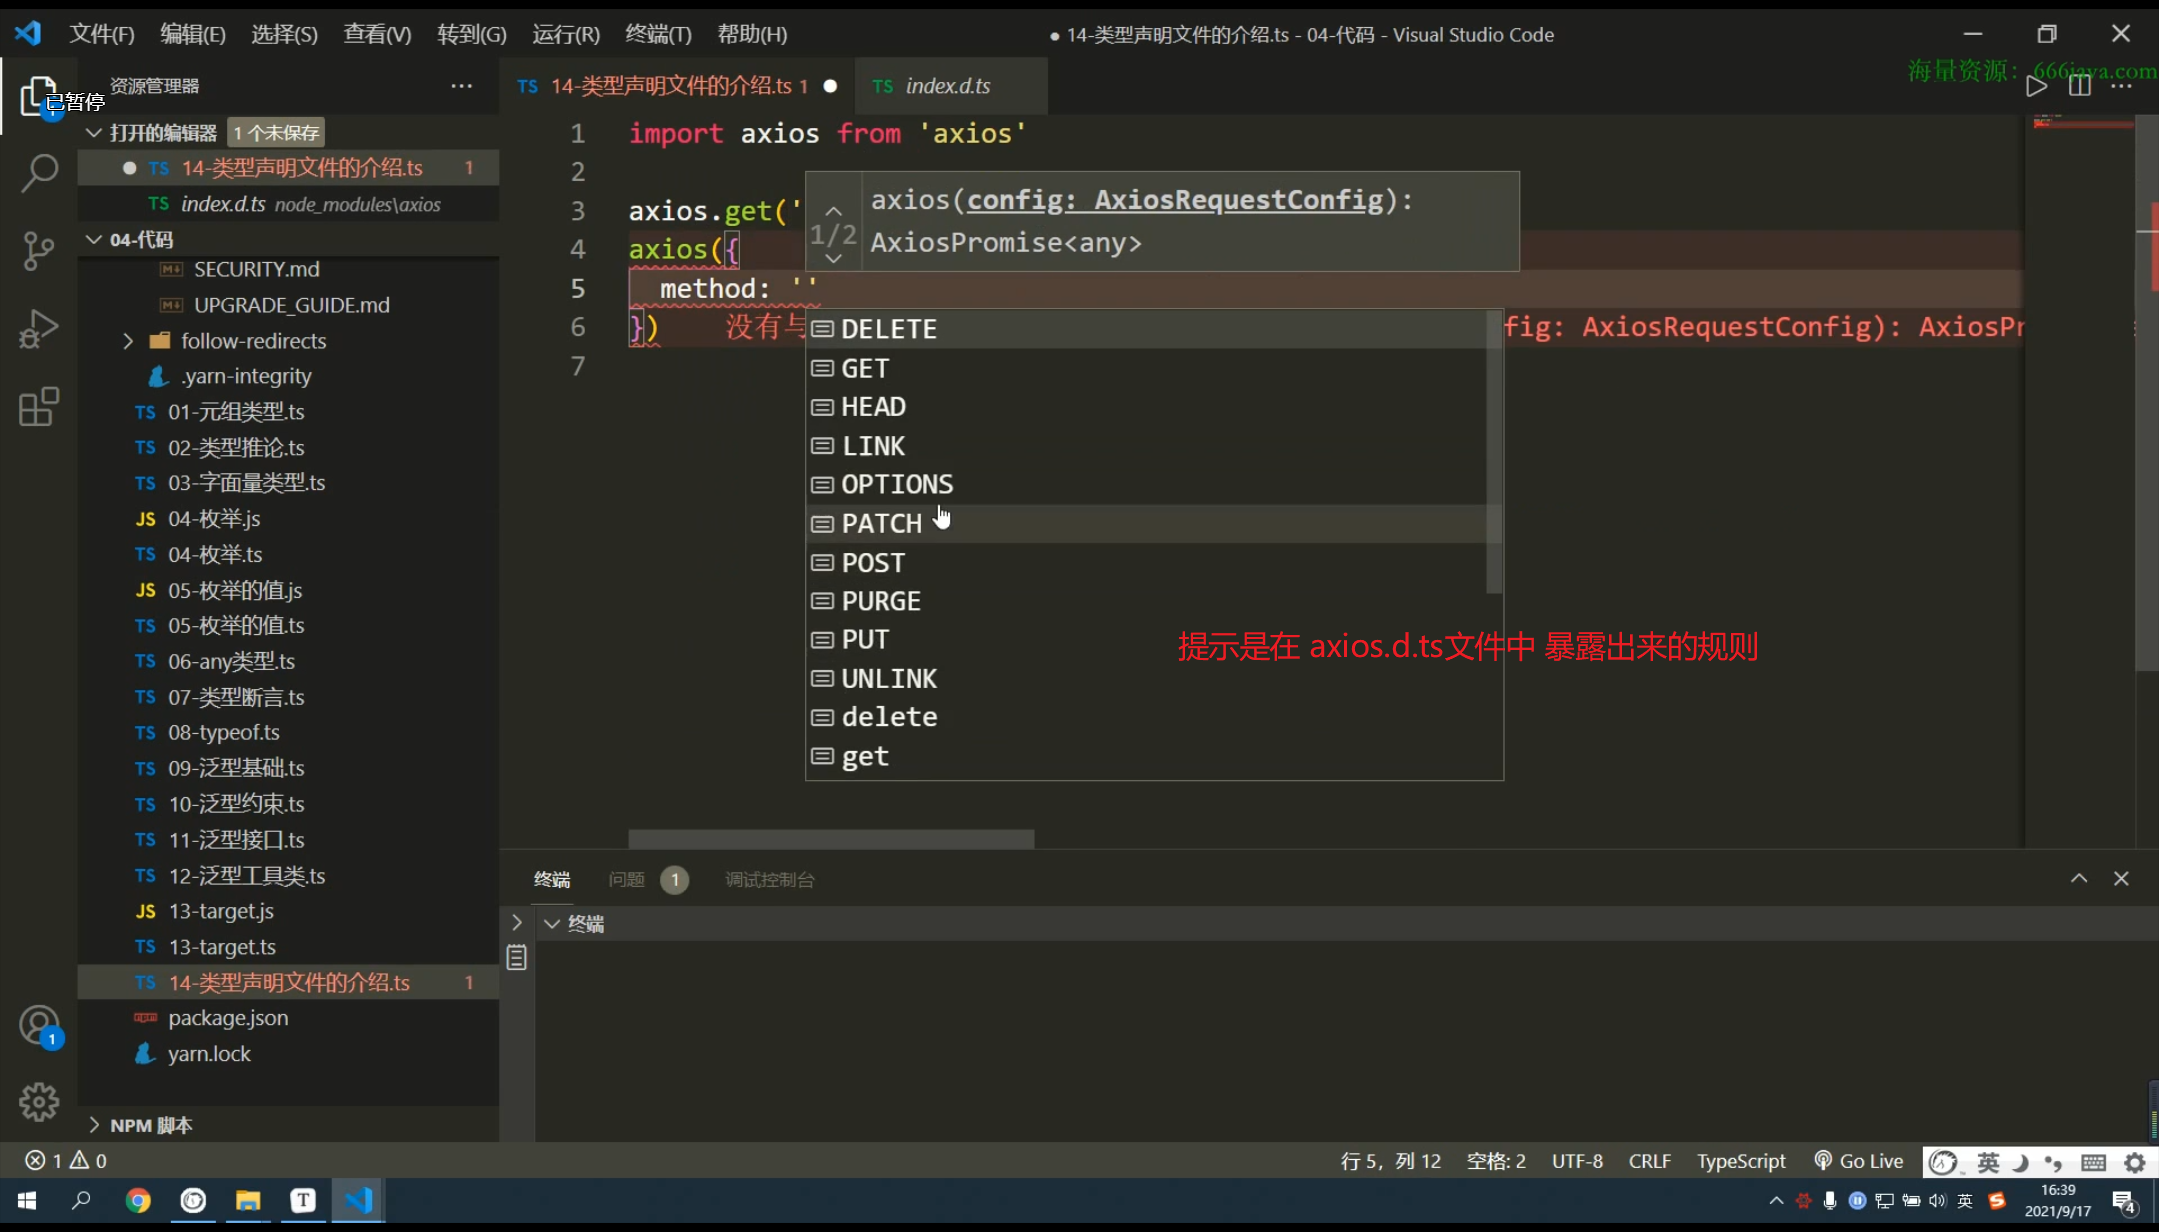 文件(F) 编辑(E) 选择(S) 查看(V) 转到(G) 运行(R) 终端(T) 帮助(H)
● 14-类型声明文件的介绍.ts - 04-代码 - Visual Studio Code
海量资源：666java.com
已暂停
资源管理器 ···
TS 14-类型声明文件的介绍.ts 1 ●
TS index.d.ts
打开的编辑器 1 个未保存
● TS 14-类型声明文件的介绍.ts 1
TS index.d.ts node_modules\axios
04-代码
SECURITY.md
UPGRADE_GUIDE.md
follow-redirects
.yarn-integrity
TS 01-元组类型.ts
TS 02-类型推论.ts
TS 03-字面量类型.ts
JS 04-枚举.js
TS 04-枚举.ts
JS 05-枚举的值.js
TS 05-枚举的值.ts
TS 06-any类型.ts
TS 07-类型断言.ts
TS 08-typeof.ts
TS 09-泛型基础.ts
TS 10-泛型约束.ts
TS 11-泛型接口.ts
TS 12-泛型工具类.ts
JS 13-target.js
TS 13-target.ts
TS 14-类型声明文件的介绍.ts 1
package.json
yarn.lock
NPM 脚本
1 import axios from 'axios'
2
3 axios.get('
4 axios({
5 method: ''
6 }) 没有与 fig: AxiosRequestConfig): AxiosPr
7
1/2 axios(config: AxiosRequestConfig):
AxiosPromise<any>
DELETE
GET
HEAD
LINK
OPTIONS
PATCH
POST
PURGE
PUT
UNLINK
delete
get
提示是在 axios.d.ts文件中 暴露出来的规则
终端 问题 1 调试控制台
终端
1 0
行 5，列 12 空格: 2 UTF-8 CRLF TypeScript Go Live
英
1
T
英
16:39
2021/9/17
4